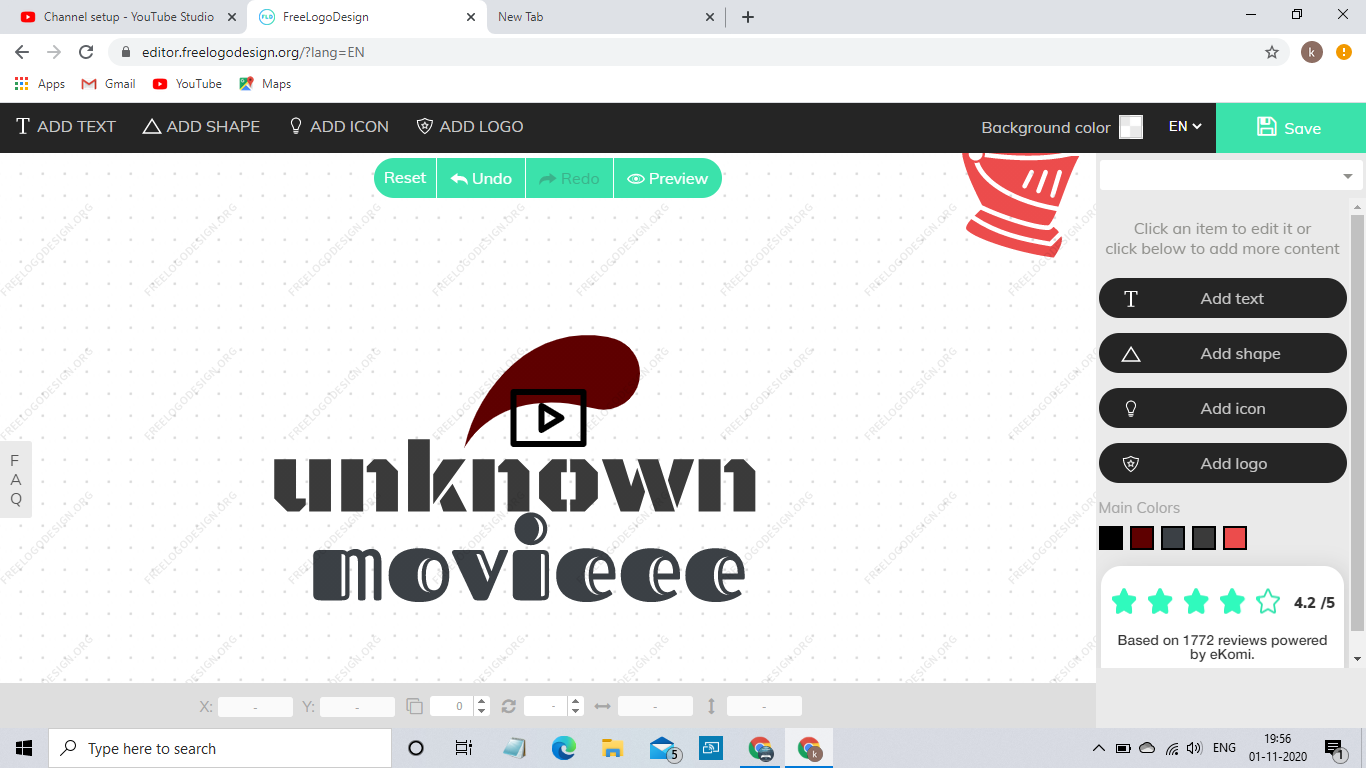 Channel setup - YouTube Studio
FLD FreeLogoDesign
New Tab
editor.freelogodesign.org/?lang=EN
k
Apps Gmail YouTube Maps
ADD TEXT ADD SHAPE ADD ICON ADD LOGO
Background color EN Save
Reset Undo Redo Preview
Click an item to edit it or
click below to add more content
T Add text
Add shape
Add icon
Add logo
Main Colors
4.2 /5
Based on 1772 reviews powered
by eKomi.
FREELOGODESIGN.ORG
unknown
movieee
F
A
Q
X: - Y: - 0 - - -
Type here to search
5
k
ENG
19:56
01-11-2020
1